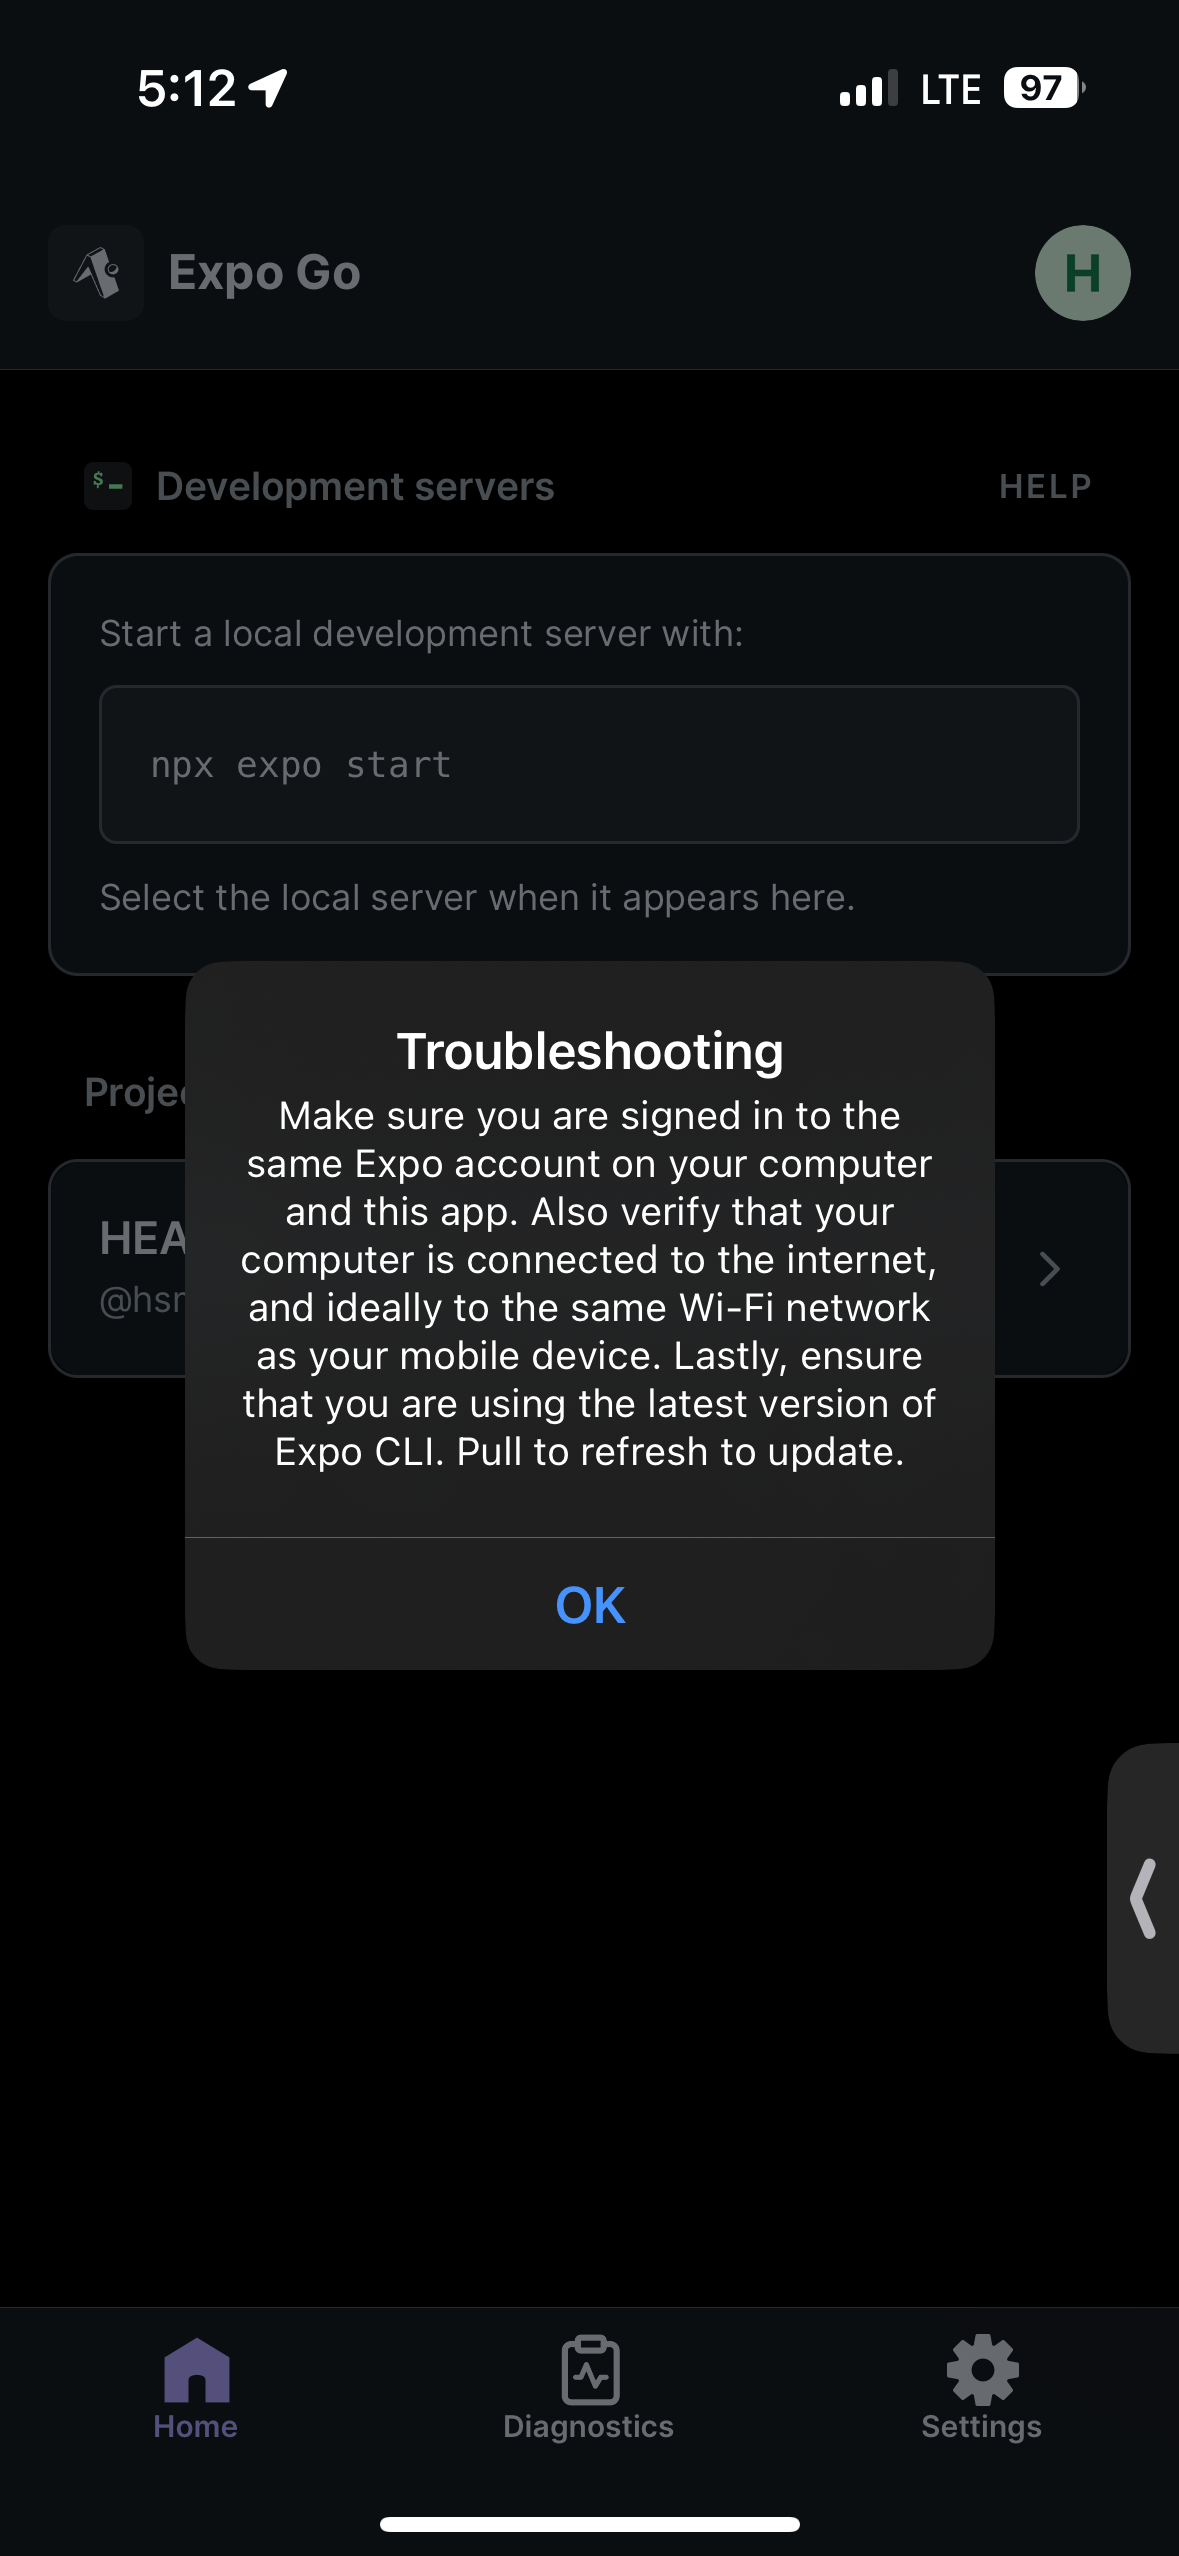 5:12
LTE
97
Expo Go
H
$
Development servers
HELP
Start a local development server with:
npx expo start
Select the local server when it appears here.
Troubleshooting
Make sure you are signed in to the
same Expo account on your computer
and this app. Also verify that your
computer is connected to the internet,
and ideally to the same Wi-Fi network
as your mobile device. Lastly, ensure
that you are using the latest version of
Expo CLI. Pull to refresh to update.
OK
Home
Diagnostics
Settings